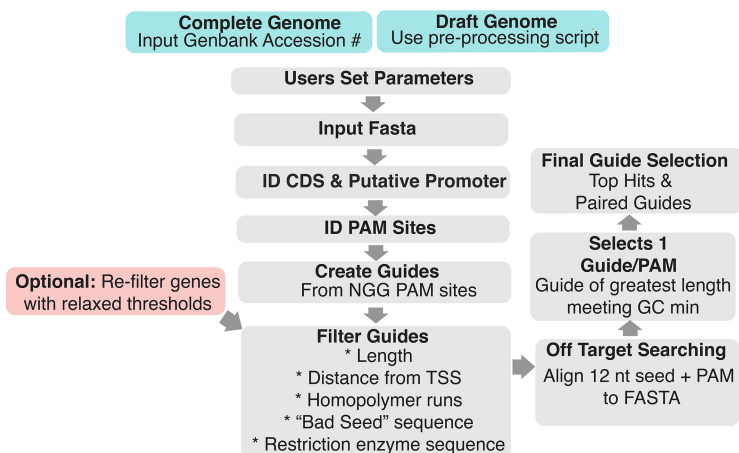 Complete Genome
Input Genbank Accession #
Draft Genome
Use pre-processing script
Users Set Parameters
Input Fasta
ID CDS & Putative Promoter
ID PAM Sites
Create Guides
From NGG PAM sites
Optional: Re-filter genes
with relaxed thresholds
Filter Guides
* Length
* Distance from TSS
* Homopolymer runs
* “Bad Seed” sequence
* Restriction enzyme sequence
Off Target Searching
Align 12 nt seed + PAM
to FASTA
Selects 1
Guide/PAM
Guide of greatest length
meeting GC min
Final Guide Selection
Top Hits &
Paired Guides